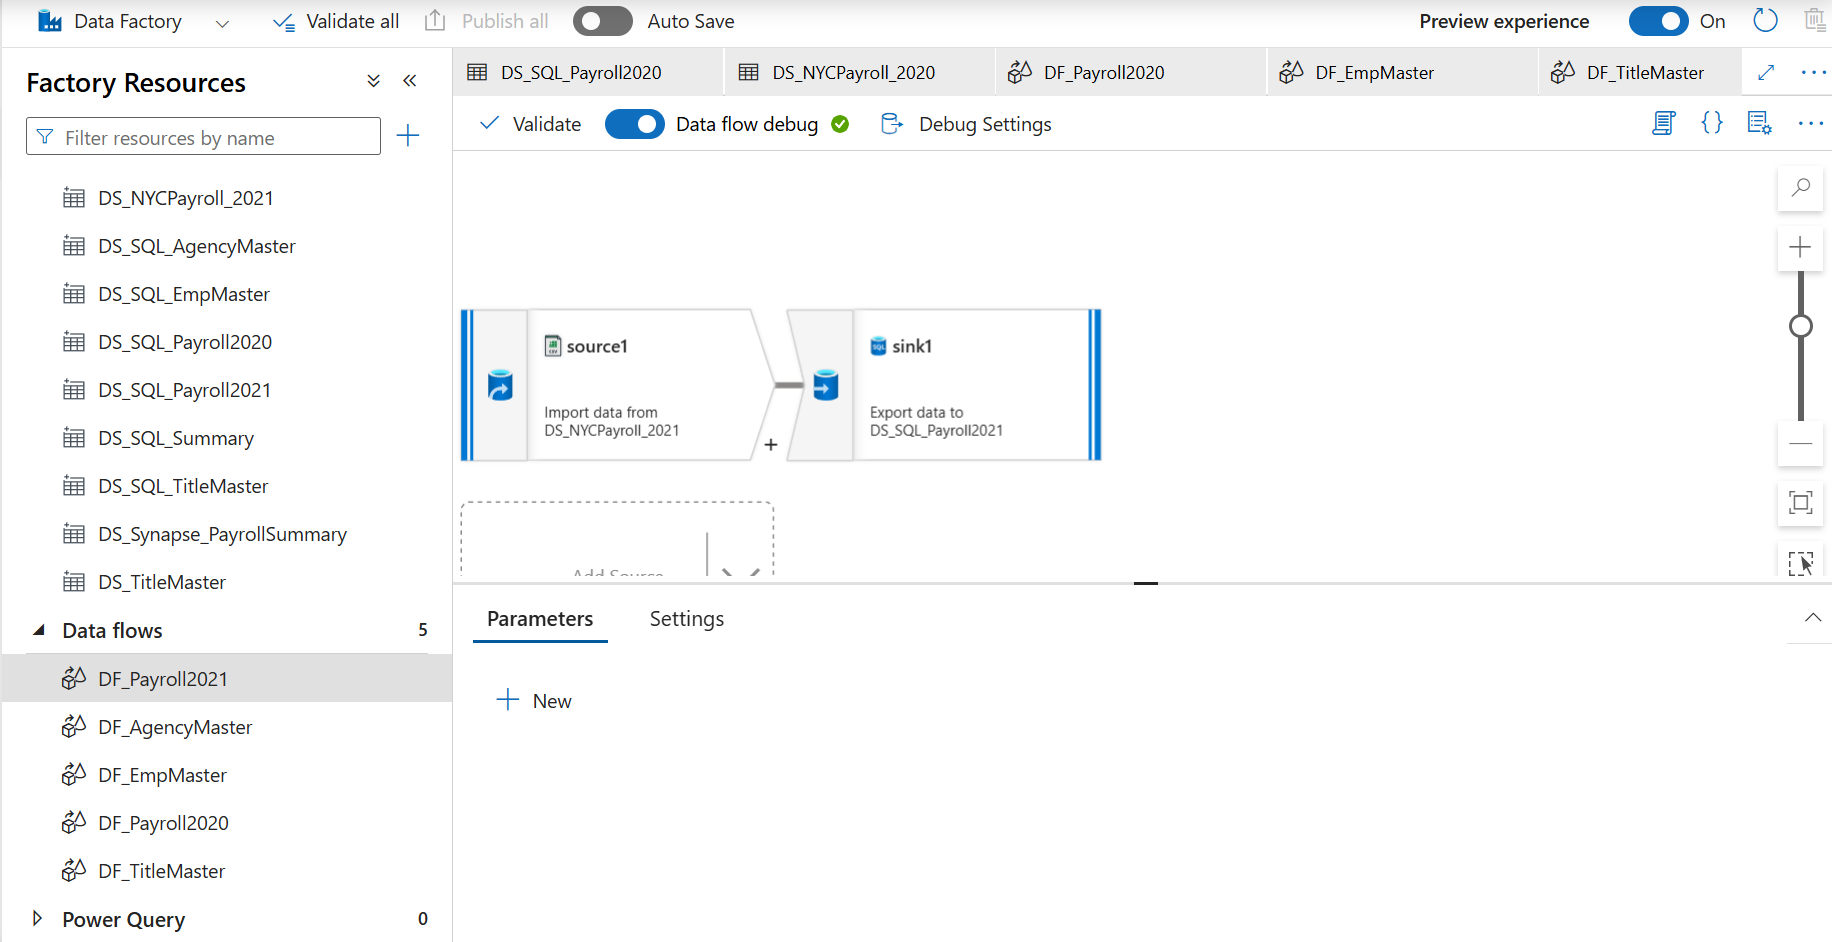 Data Factory
Validate all
Publish all
Auto Save
Preview experience
On
Factory Resources
Filter resources by name
DS_NYCPayroll_2021
DS_SQL_AgencyMaster
DS_SQL_EmpMaster
DS_SQL_Payroll2020
DS_SQL_Payroll2021
DS_SQL_Summary
DS_SQL_TitleMaster
DS_Synapse_PayrollSummary
DS_TitleMaster
Data flows 5
DF_Payroll2021
DF_AgencyMaster
DF_EmpMaster
DF_Payroll2020
DF_TitleMaster
Power Query 0
DS_SQL_Payroll2020
DS_NYCPayroll_2020
DF_Payroll2020
DF_EmpMaster
DF_TitleMaster
Validate
Data flow debug
Debug Settings
source1
Import data from
DS_NYCPayroll_2021
+
SQL
sink1
Export data to
DS_SQL_Payroll2021
Add Source
Parameters
Settings
New